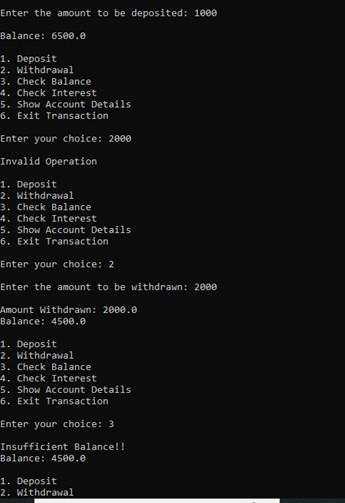 Enter the amount to be deposited: 1000
Balance: 6500.0
1. Deposit
2. Withdrawal
3. Check Balance
4. Check Interest
5. Show Account Details
6. Exit Transaction
Enter your choice: 2000
Invalid Operation
1. Deposit
2. Withdrawal
3. Check Balance
4. Check Interest
5. Show Account Details
6. Exit Transaction
Enter your choice: 2
Enter the amount to be withdrawn: 2000
Amount Withdrawn: 2000.0
Balance: 4500.0
1. Deposit
2. Withdrawal
3. Check Balance
4. Check Interest
5. Show Account Details
6. Exit Transaction
Enter your choice: 3
Insufficient Balance!!
Balance: 4500.0
1. Deposit
2. Withdrawal